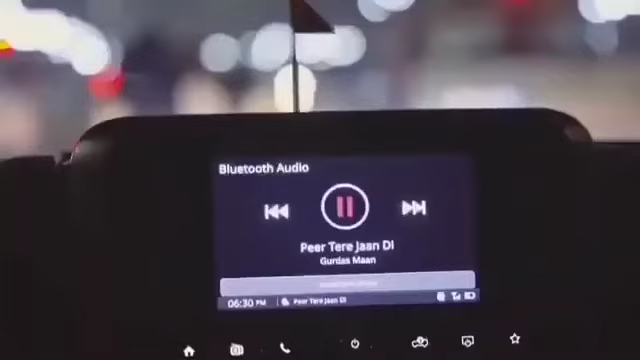 Bluetooth Audio
Peer Tere Jaan Di
Gurdas Maan
06:30 PM
Peer Tere Jaan Di